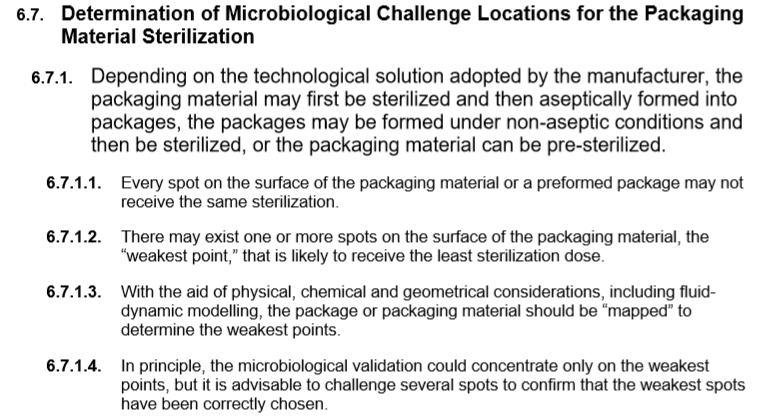 6.7. Determination of Microbiological Challenge Locations for the Packaging
Material Sterilization
6.7.1. Depending on the technological solution adopted by the manufacturer, the
packaging material may first be sterilized and then aseptically formed into
packages, the packages may be formed under non-aseptic conditions and
then be sterilized, or the packaging material can be pre-sterilized.
6.7.1.1. Every spot on the surface of the packaging material or a preformed package may not
receive the same sterilization.
6.7.1.2. There may exist one or more spots on the surface of the packaging material, the
“weakest point,” that is likely to receive the least sterilization dose.
6.7.1.3. With the aid of physical, chemical and geometrical considerations, including fluid-
dynamic modelling, the package or packaging material should be “mapped” to
determine the weakest points.
6.7.1.4. In principle, the microbiological validation could concentrate only on the weakest
points, but it is advisable to challenge several spots to confirm that the weakest spots
have been correctly chosen.